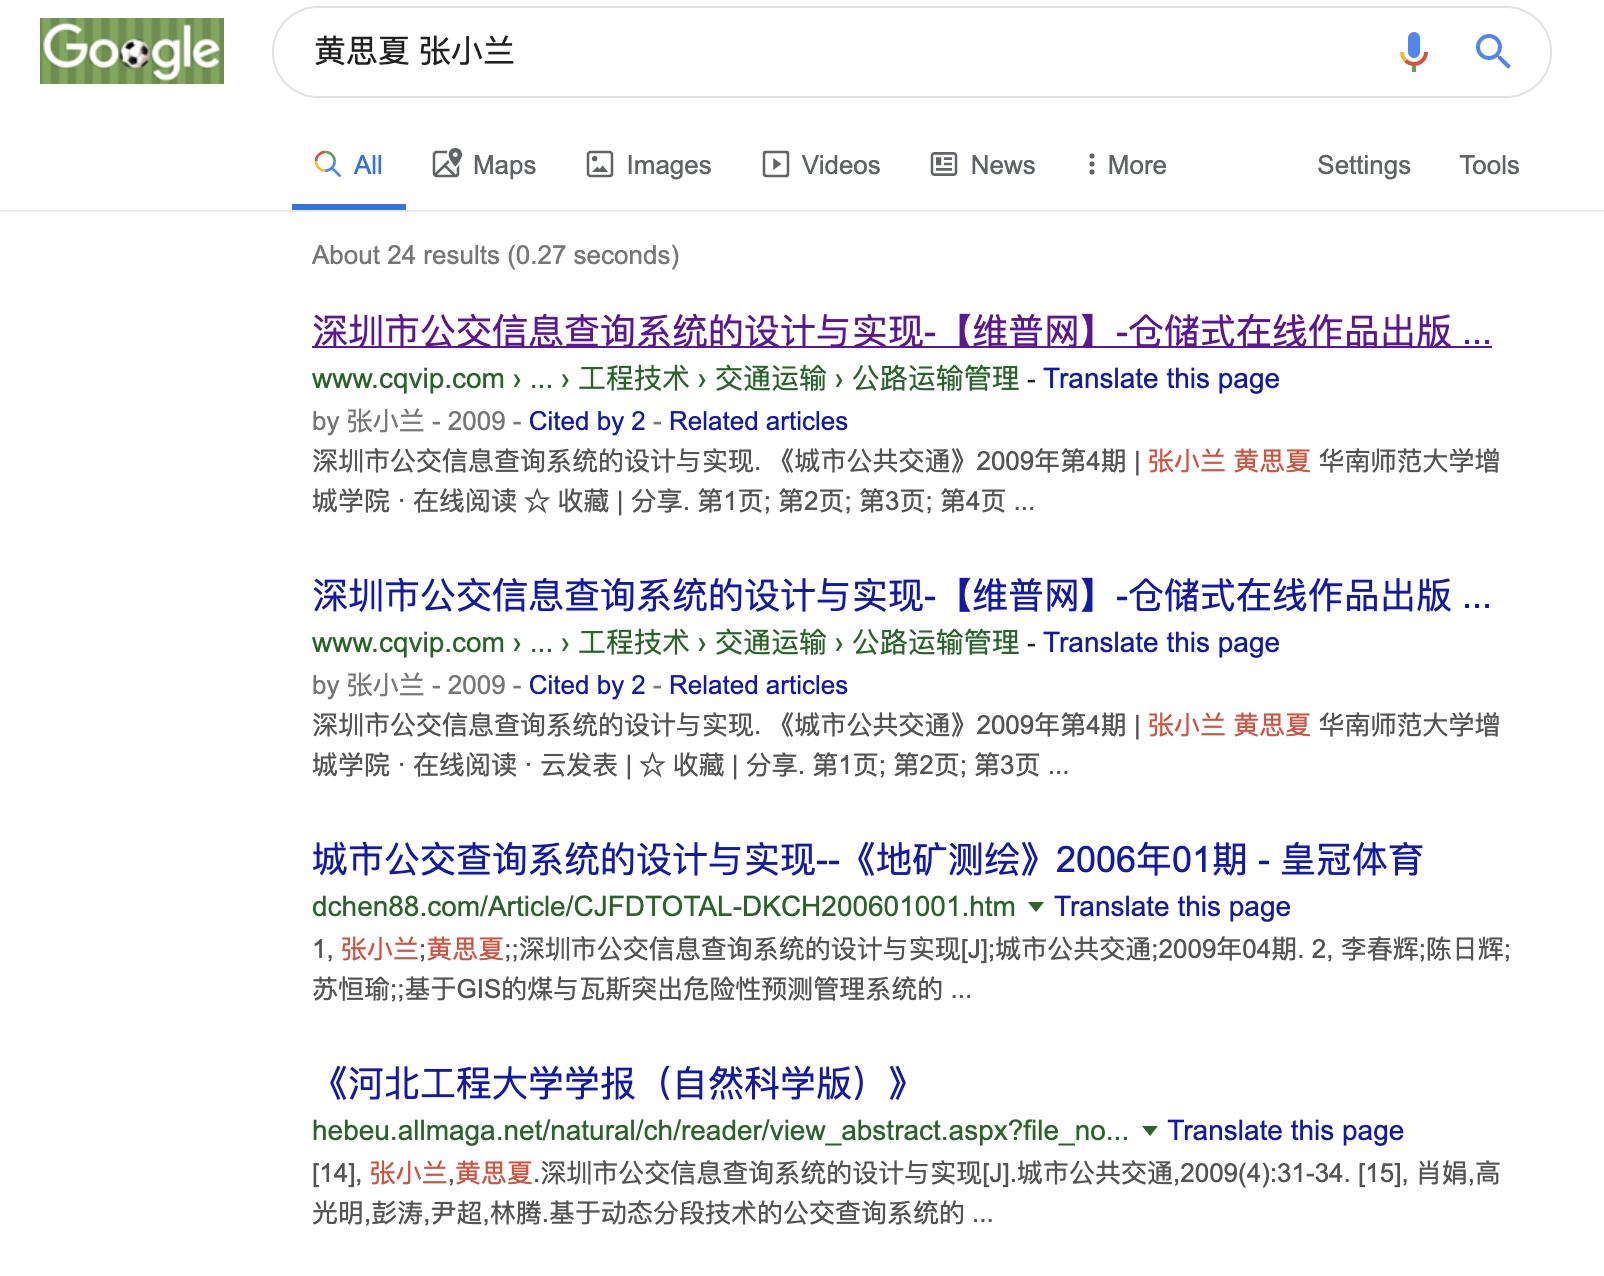 Google
黄思夏 张小兰
All Maps Images Videos News More Settings Tools
About 24 results (0.27 seconds)
深圳市公交信息查询系统的设计与实现-【维普网】-仓储式在线作品出版 ...
www.cqvip.com › ... › 工程技术 › 交通运输 › 公路运输管理 - Translate this page
by 张小兰 - 2009 - Cited by 2 - Related articles
深圳市公交信息查询系统的设计与实现. 《城市公共交通》2009年第4期 | 张小兰 黄思夏 华南师范大学增
城学院 · 在线阅读 ☆ 收藏 | 分享. 第1页; 第2页; 第3页; 第4页 ...
深圳市公交信息查询系统的设计与实现-【维普网】-仓储式在线作品出版 ...
www.cqvip.com › ... › 工程技术 › 交通运输 › 公路运输管理 - Translate this page
by 张小兰 - 2009 - Cited by 2 - Related articles
深圳市公交信息查询系统的设计与实现. 《城市公共交通》2009年第4期 | 张小兰 黄思夏 华南师范大学增
城学院 · 在线阅读 · 云发表 | ☆ 收藏 | 分享. 第1页; 第2页; 第3页 ...
城市公交查询系统的设计与实现--《地矿测绘》2006年01期 - 皇冠体育
dchen88.com/Article/CJFDTOTAL-DKCH200601001.htm ▼ Translate this page
1, 张小兰;黄思夏;;深圳市公交信息查询系统的设计与实现[J];城市公共交通;2009年04期. 2, 李春辉;陈日辉;
苏恒瑜;;基于GIS的煤与瓦斯突出危险性预测管理系统的 ...
《河北工程大学学报（自然科学版）》
hebeu.allmaga.net/natural/ch/reader/view_abstract.aspx?file_no... ▼ Translate this page
[14], 张小兰,黄思夏.深圳市公交信息查询系统的设计与实现[J].城市公共交通,2009(4):31-34. [15], 肖娟,高
光明,彭涛,尹超,林腾.基于动态分段技术的公交查询系统的 ...